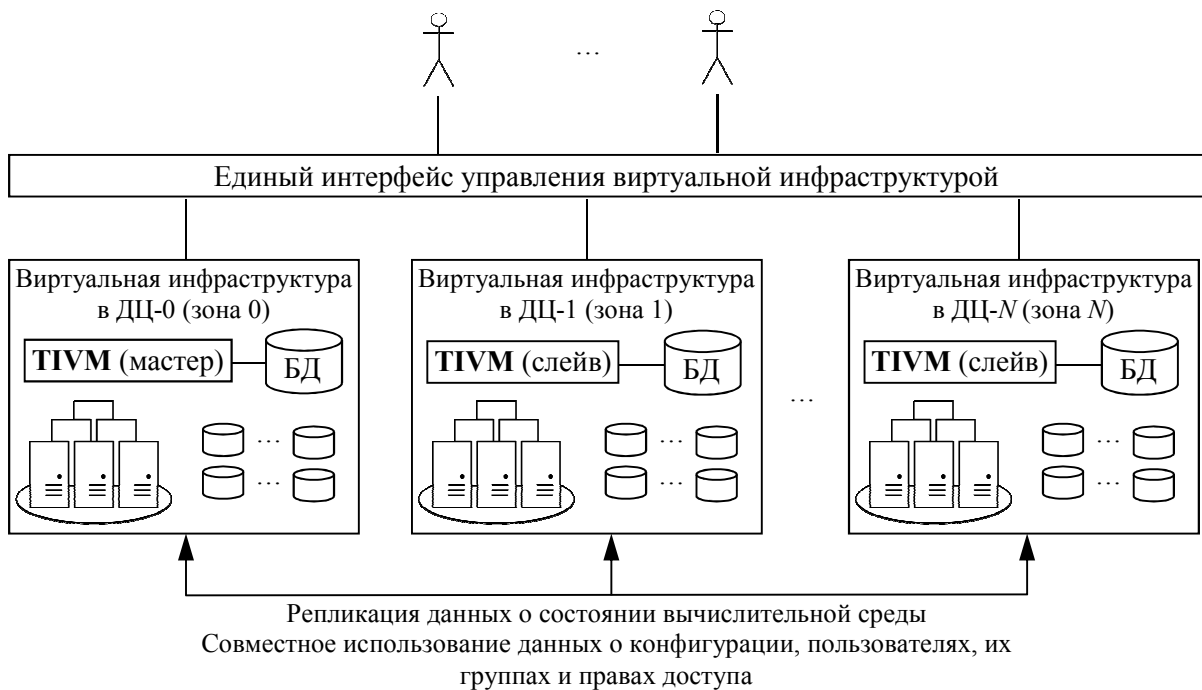 …
Единый интерфейс управления виртуальной инфраструктурой
Виртуальная инфраструктура
в ДЦ-0 (зона 0)
TIVM (мастер)
БД
…
…
Виртуальная инфраструктура
в ДЦ-1 (зона 1)
TIVM (слейв)
БД
…
…
…
Виртуальная инфраструктура
в ДЦ-N (зона N)
TIVM (слейв)
БД
…
…
Репликация данных о состоянии вычислительной среды
Совместное использование данных о конфигурации, пользователях, их
группах и правах доступа